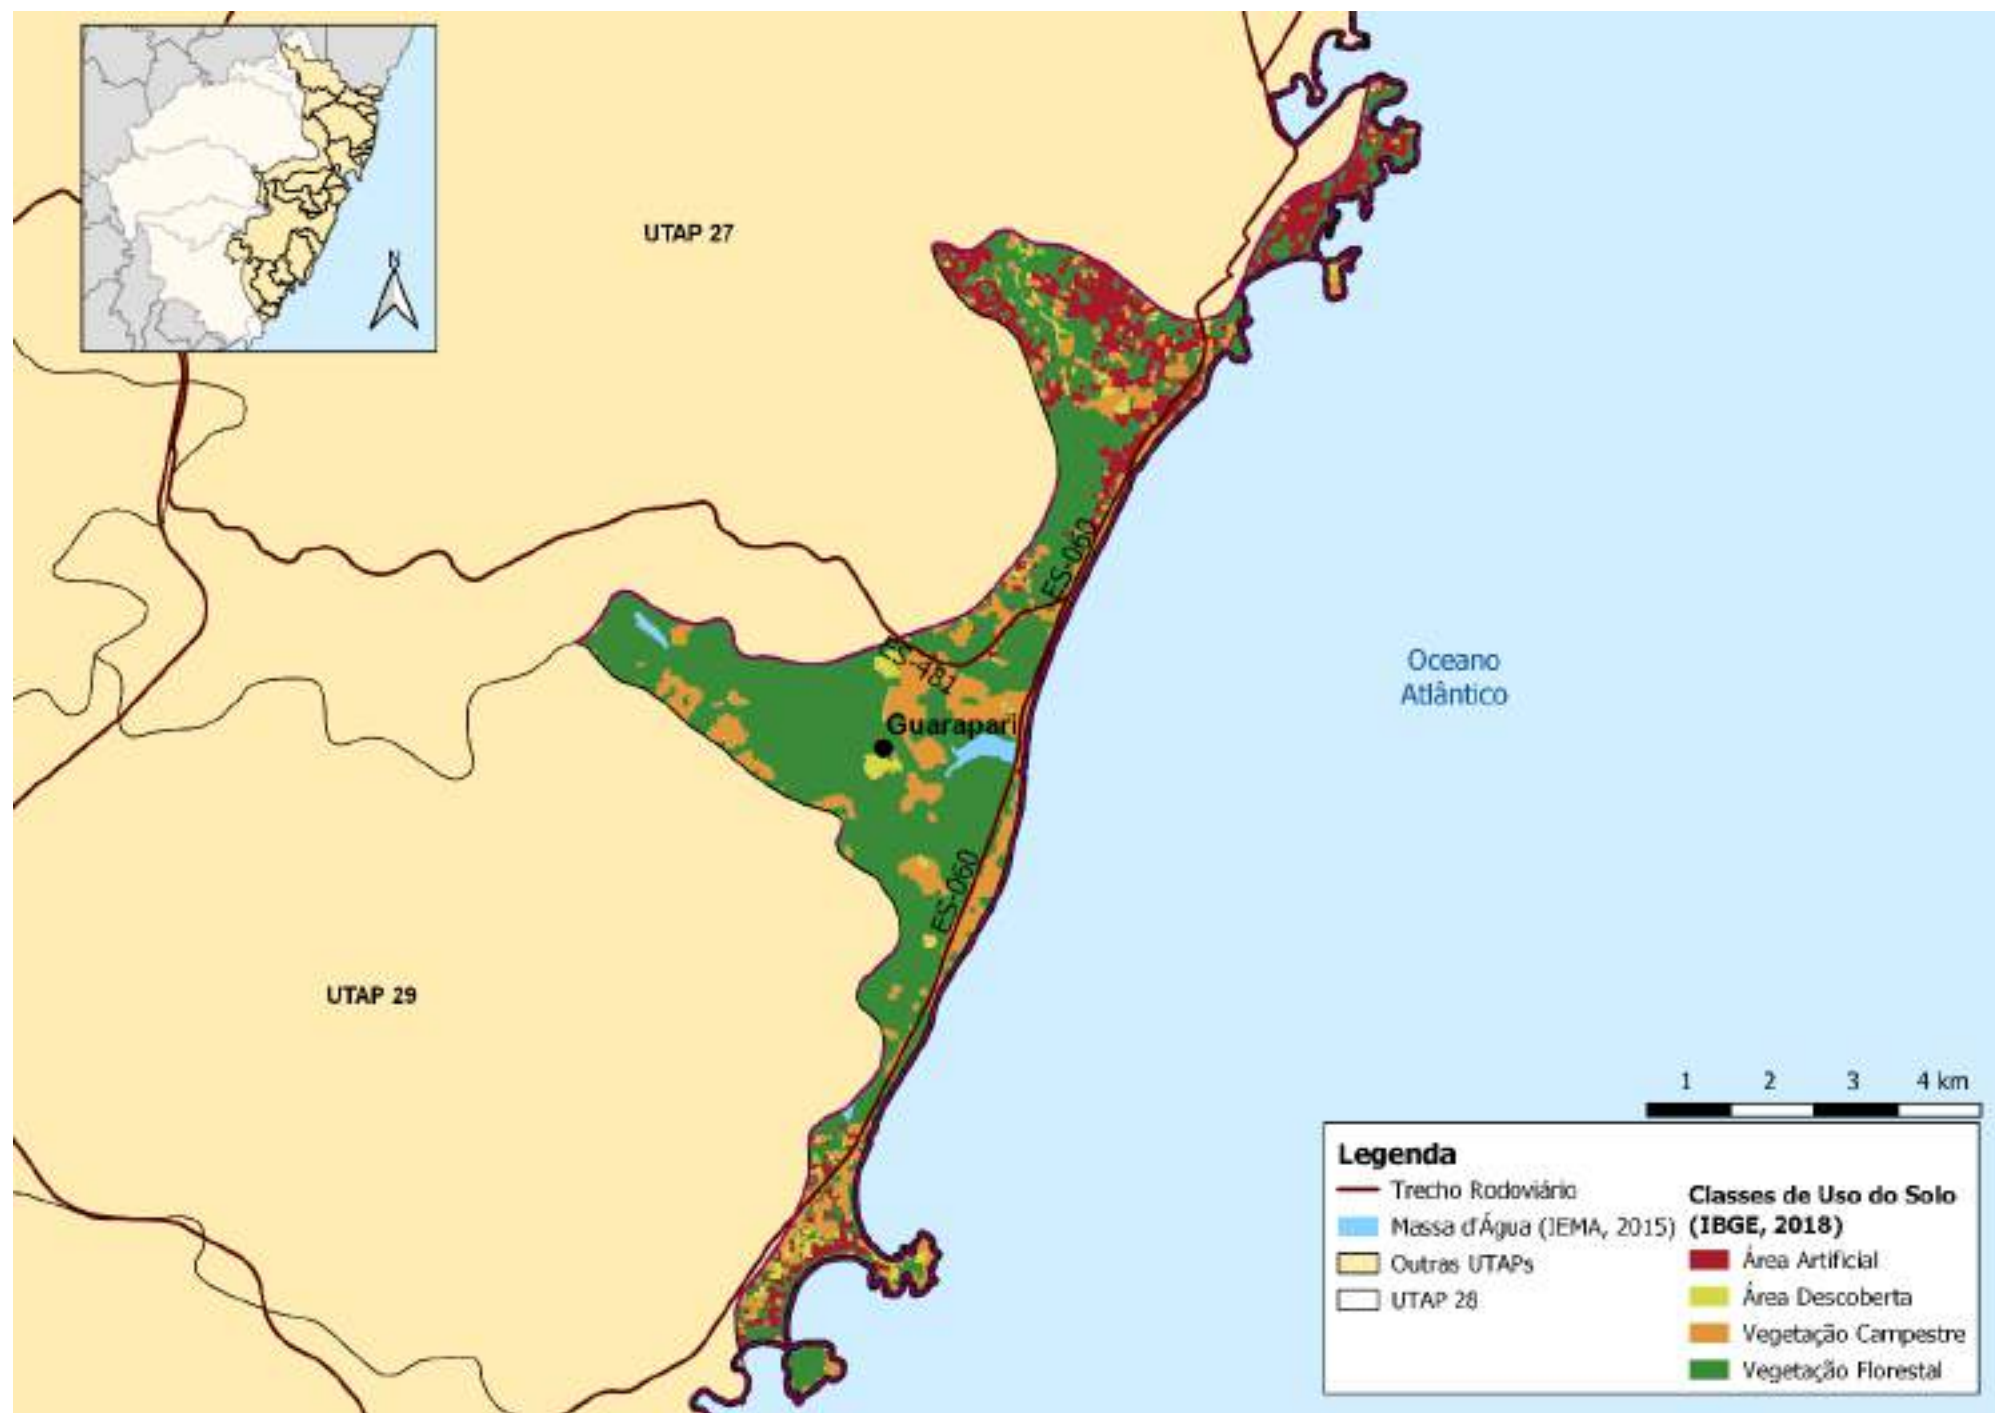 N
UTAP 27
ES-060
ES-481
Guarapari
Oceano
Atlântico
ES-060
UTAP 29
1 2 3 4 km
Legenda
Trecho Rodoviário
Massa d'Água (IEMA, 2015)
Outras UTAPs
UTAP 28
Classes de Uso do Solo
(IBGE, 2018)
Área Artificial
Área Descoberta
Vegetação Campestre
Vegetação Florestal